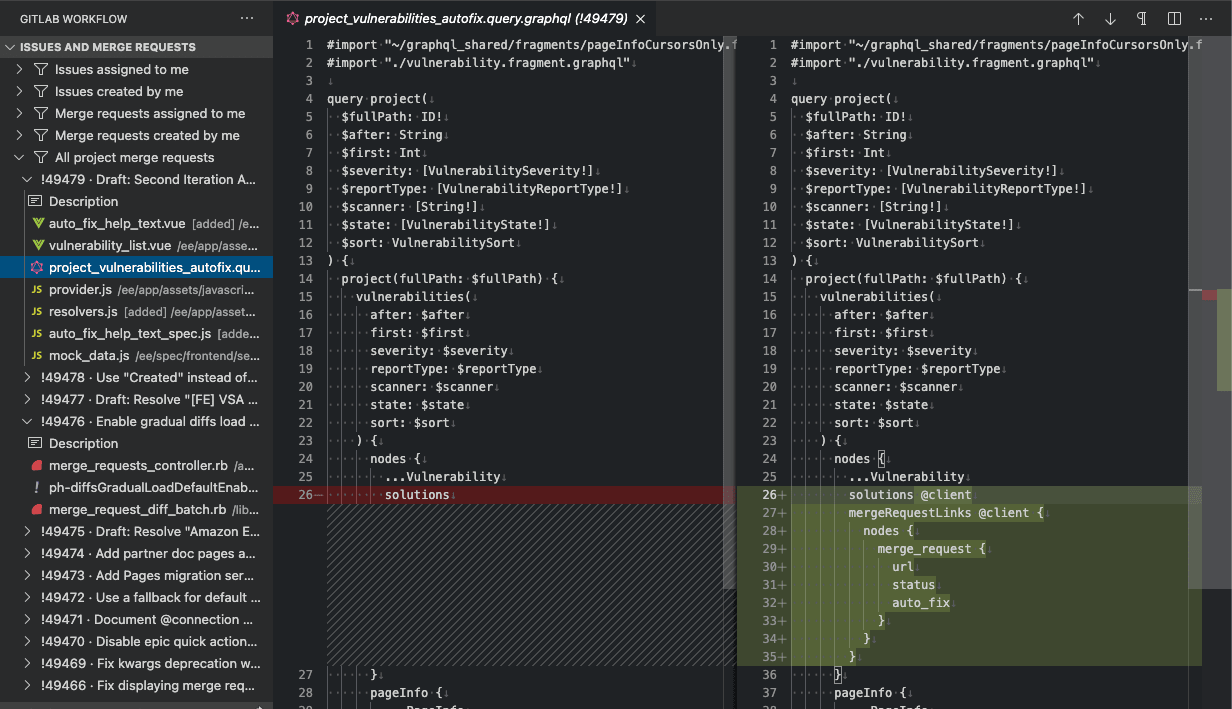 GITLAB WORKFLOW
ISSUES AND MERGE REQUESTS
Issues assigned to me
Issues created by me
Merge requests assigned to me
Merge requests created by me
All project merge requests
!49479 · Draft: Second Iteration A...
Description
auto_fix_help_text.vue [added] /e...
vulnerability_list.vue /ee/app/asse...
project_vulnerabilities_autofix.qu...
JS provider.js /ee/app/assets/javascri...
JS resolvers.js [added] /ee/app/asset...
JS auto_fix_help_text_spec.js [adde...
JS mock_data.js /ee/spec/frontend/se...
!49478 · Use "Created" instead of...
!49477 · Draft: Resolve "[FE] VSA ...
!49476 · Enable gradual diffs load ...
Description
merge_requests_controller.rb /a...
! ph-diffsGradualLoadDefaultEnab...
merge_request_diff_batch.rb /lib...
!49475 · Draft: Resolve "Amazon E...
!49474 · Add partner doc pages a...
!49473 · Add Pages migration ser...
!49472 · Use a fallback for default ...
!49471 · Document @connection ...
!49470 · Disable epic quick action...
!49469 · Fix kwargs deprecation w...
!49466 · Fix displaying merge req...
project_vulnerabilities_autofix.query.graphql (!49479)
1 #import "~/graphql_shared/fragments/pageInfoCursorsOnly.f
2 #import "./vulnerability.fragment.graphql"
3
4 query project(
5 $fullPath: ID!
6 $after: String
7 $first: Int
8 $severity: [VulnerabilitySeverity!]
9 $reportType: [VulnerabilityReportType!]
10 $scanner: [String!]
11 $state: [VulnerabilityState!]
12 $sort: VulnerabilitySort
13 ) {
14 project(fullPath: $fullPath) {
15 vulnerabilities(
16 after: $after
17 first: $first
18 severity: $severity
19 reportType: $reportType
20 scanner: $scanner
21 state: $state
22 sort: $sort
23 ) {
24 nodes {
25 ...Vulnerability
26− solutions
27 }
28 pageInfo {
1 #import "~/graphql_shared/fragments/pageInfoCursorsOnly.f
2 #import "./vulnerability.fragment.graphql"
3
4 query project(
5 $fullPath: ID!
6 $after: String
7 $first: Int
8 $severity: [VulnerabilitySeverity!]
9 $reportType: [VulnerabilityReportType!]
10 $scanner: [String!]
11 $state: [VulnerabilityState!]
12 $sort: VulnerabilitySort
13 ) {
14 project(fullPath: $fullPath) {
15 vulnerabilities(
16 after: $after
17 first: $first
18 severity: $severity
19 reportType: $reportType
20 scanner: $scanner
21 state: $state
22 sort: $sort
23 ) {
24 nodes {
25 ...Vulnerability
26+ solutions @client
27+ mergeRequestLinks @client {
28+ nodes {
29+ merge_request {
30+ url
31+ status
32+ auto_fix
33+ }
34+ }
35+ }
36 }
37 pageInfo {